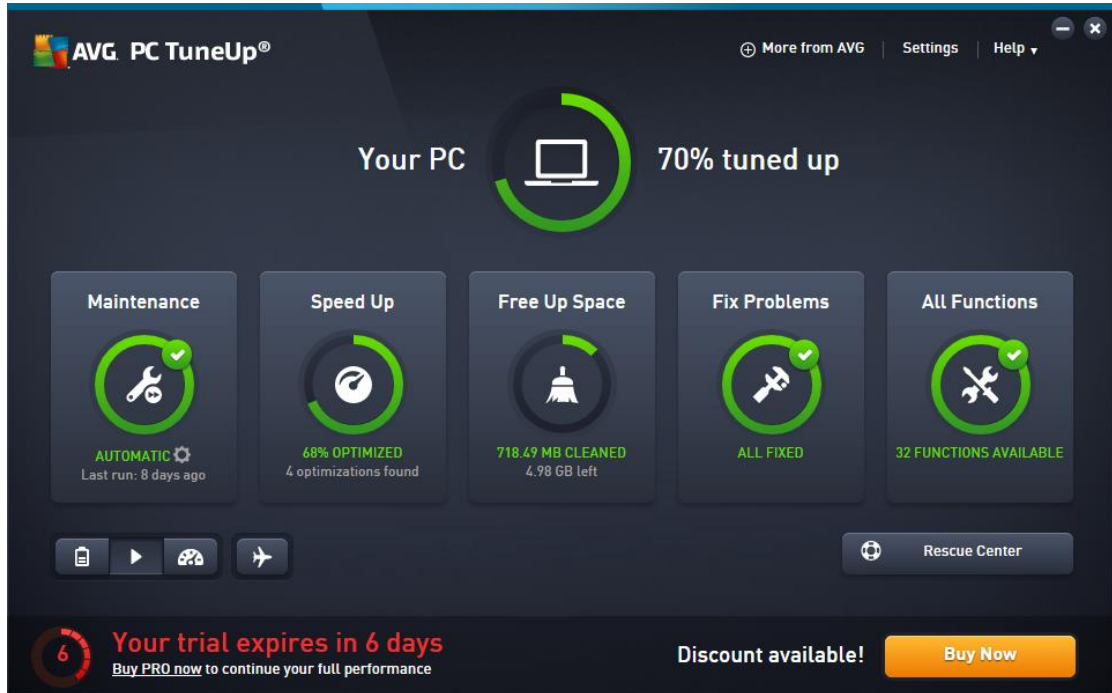 AVG PC TuneUp®
More from AVG
Settings
Help
Your PC
70% tuned up
Maintenance
AUTOMATIC
Last run: 8 days ago
Speed Up
68% OPTIMIZED
4 optimizations found
Free Up Space
718.49 MB CLEANED
4.98 GB left
Fix Problems
ALL FIXED
All Functions
32 FUNCTIONS AVAILABLE
Rescue Center
6
Your trial expires in 6 days
Buy PRO now to continue your full performance
Discount available!
Buy Now